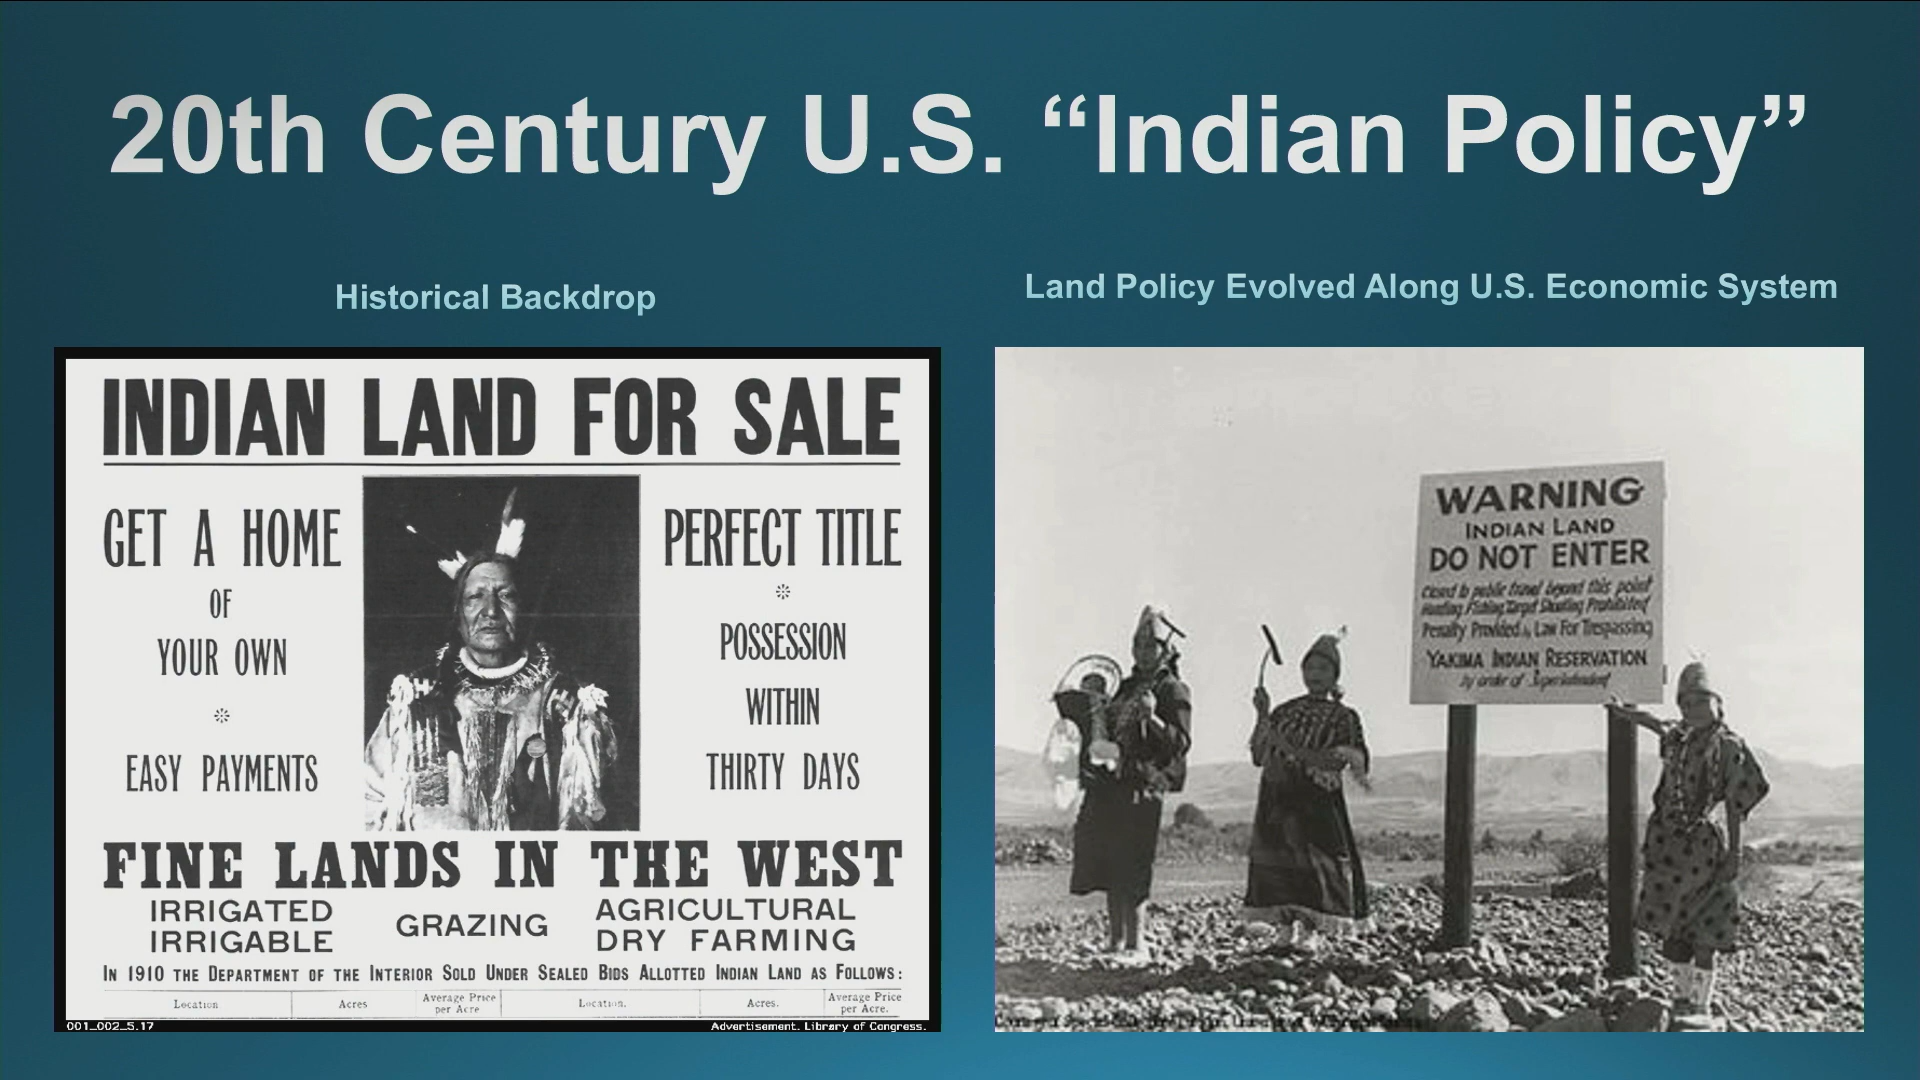 20th Century U.S. “Indian Policy”
Historical Backdrop
Land Policy Evolved Along U.S. Economic System
INDIAN LAND FOR SALE
GET A HOME
OF
YOUR OWN
EASY PAYMENTS
PERFECT TITLE
POSSESSION
WITHIN
THIRTY DAYS
FINE LANDS IN THE WEST
IRRIGATED
IRRIGABLE
GRAZING
AGRICULTURAL
DRY FARMING
IN 1910 THE DEPARTMENT OF THE INTERIOR SOLD UNDER SEALED BIDS ALLOTTED INDIAN LAND AS FOLLOWS:
Location Acres Average Price per Acre Location. Acres. Average Price per Acre.
001_002_5.17
Advertisement. Library of Congress.
WARNING
INDIAN LAND
DO NOT ENTER
Closed to public travel beyond this point
Hunting, Fishing, Target Shooting Prohibited
Penalty Provided by Law For Trespassing
YAKIMA INDIAN RESERVATION
by order of Superintendent